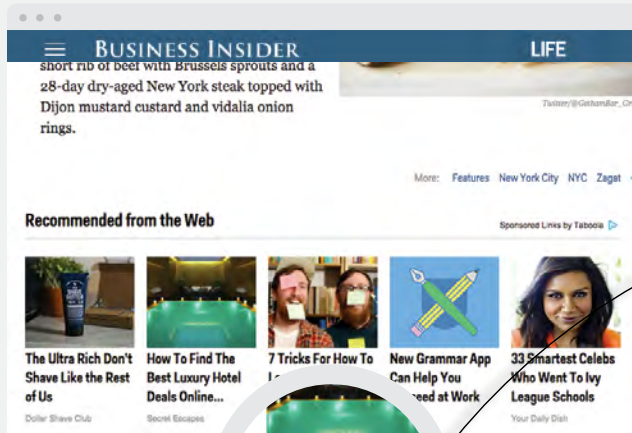 BUSINESS INSIDER
LIFE
short rib of beef with Brussels sprouts and a
28-day dry-aged New York steak topped with
Dijon mustard custard and vidalia onion
rings.
More: Features New York City NYC Zagat
Recommended from the Web
Sponsored Links by Taboola
The Ultra Rich Don't
Shave Like the Rest
of Us
Dollar Shave Club
How To Find The
Best Luxury Hotel
Deals Online...
Secret Escapes
7 Tricks For How To
New Grammar App
Can Help You
at Work
33 Smartest Celebs
Who Went To Ivy
League Schools
Your Daily Dish